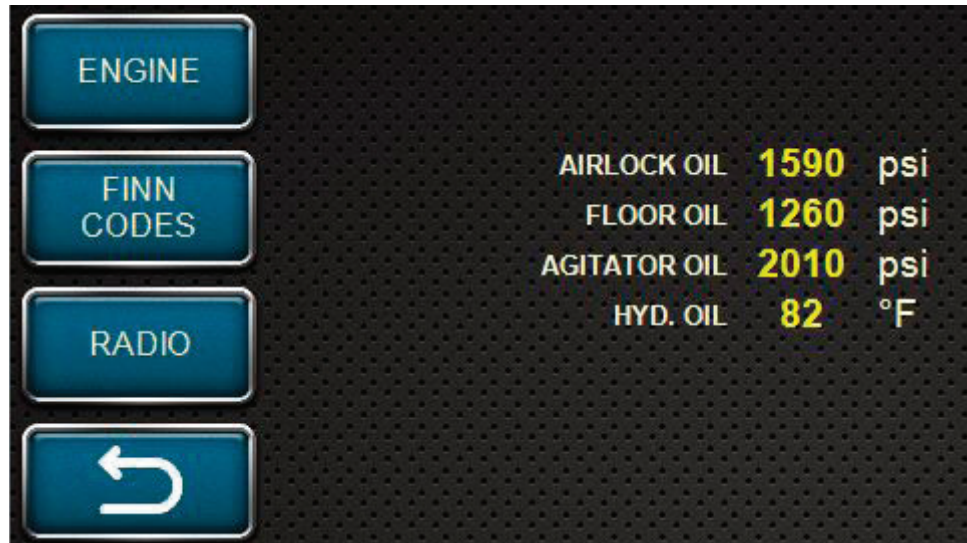 ENGINE
FINN
CODES
RADIO
AIRLOCK OIL 1590 psi
FLOOR OIL 1260 psi
AGITATOR OIL 2010 psi
HYD. OIL 82 °F